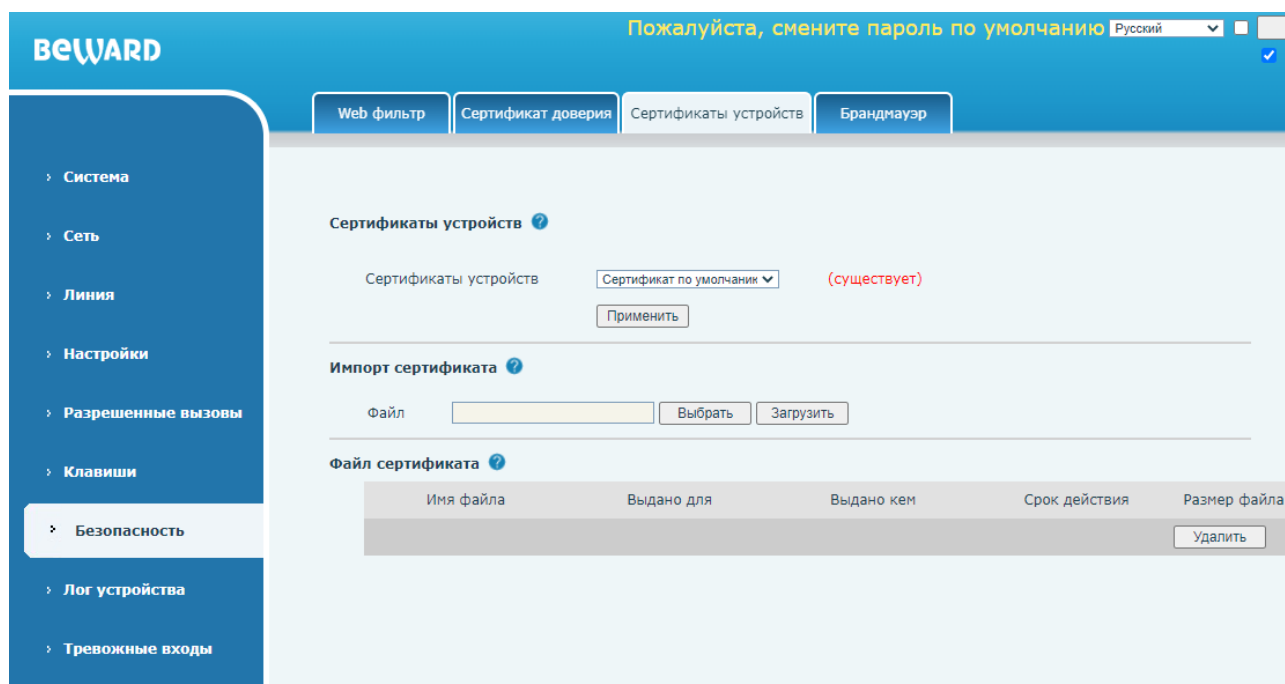 Пожалуйста, смените пароль по умолчанию Русский
BEWARD
Web фильтр Сертификат доверия Сертификаты устройств Брандмауэр
Система
Сеть
Линия
Настройки
Разрешенные вызовы
Клавиши
Безопасность
Лог устройства
Тревожные входы
Сертификаты устройств
Сертификаты устройств Сертификат по умолчаник (существует)
Применить
Импорт сертификата
Файл Выбрать Загрузить
Файл сертификата
Имя файла Выдано для Выдано кем Срок действия Размер файла
Удалить